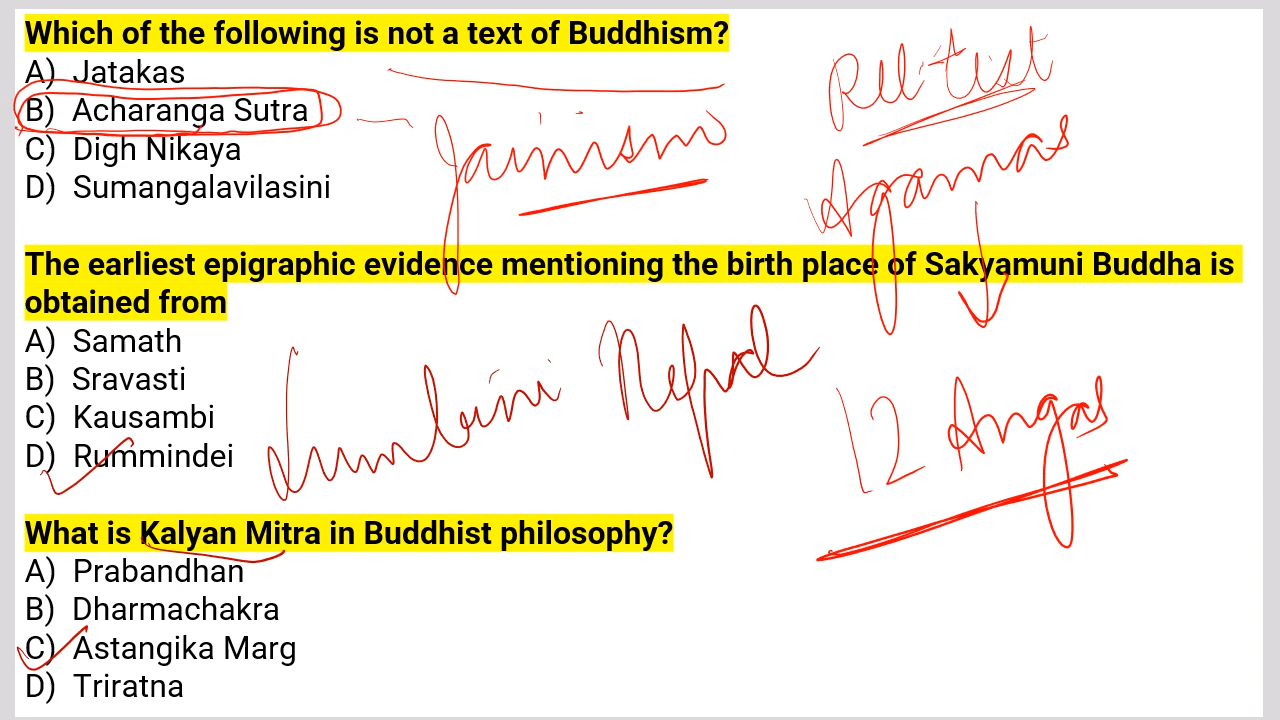 Which of the following is not a text of Buddhism?
A) Jatakas
B) Acharanga Sutra
C) Digh Nikaya
D) Sumangalavilasini
Jainism
Agamas
12 Angas
The earliest epigraphic evidence mentioning the birth place of Sakyamuni Buddha is
obtained from
A) Samath
B) Sravasti
C) Kausambi
D) Rummindei
Lumbini Nepal
What is Kalyan Mitra in Buddhist philosophy?
A) Prabandhan
B) Dharmachakra
C) Astangika Marg
D) Triratna